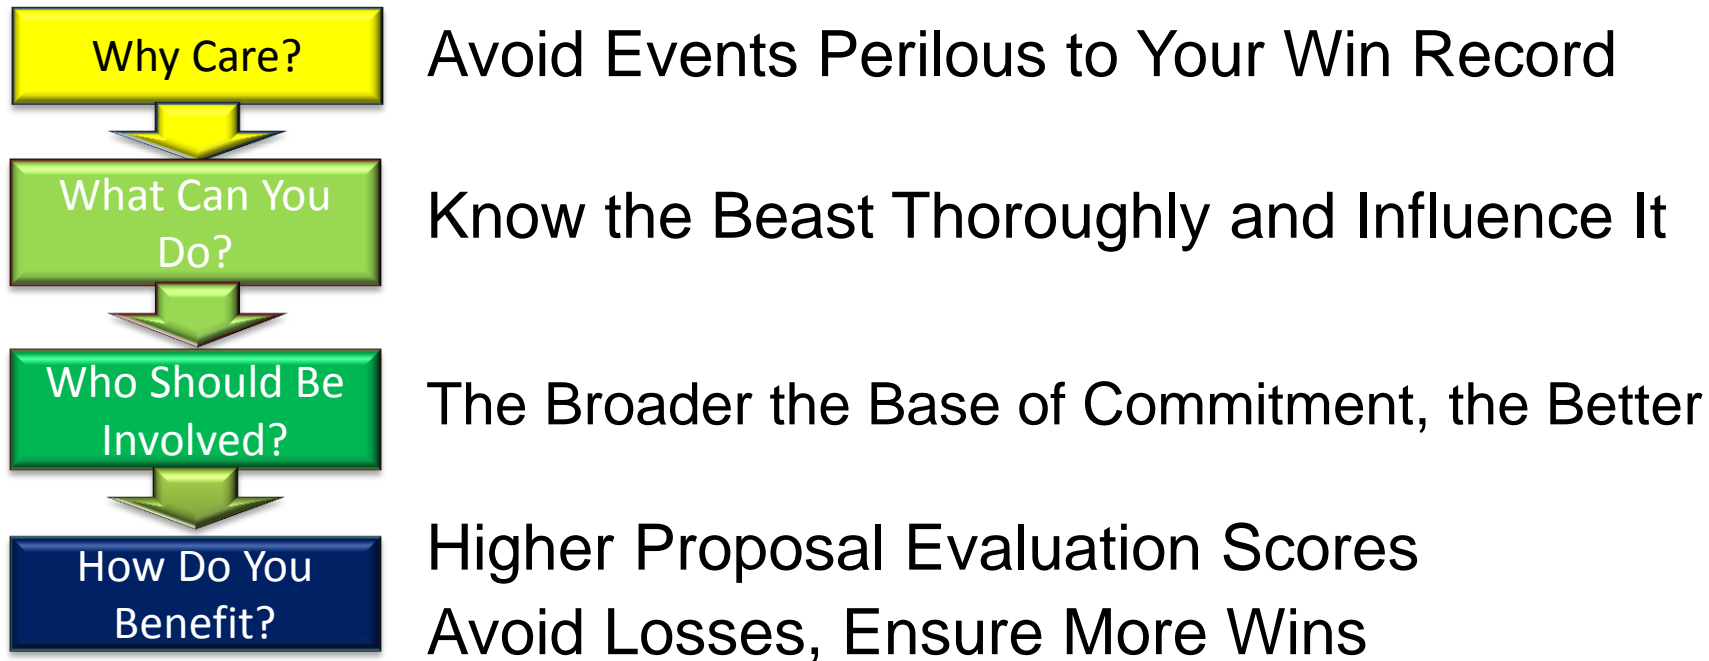 Why Care?
Avoid Events Perilous to Your Win Record
What Can You
Do?
Know the Beast Thoroughly and Influence It
Who Should Be
Involved?
The Broader the Base of Commitment, the Better
How Do You
Benefit?
Higher Proposal Evaluation Scores
Avoid Losses, Ensure More Wins